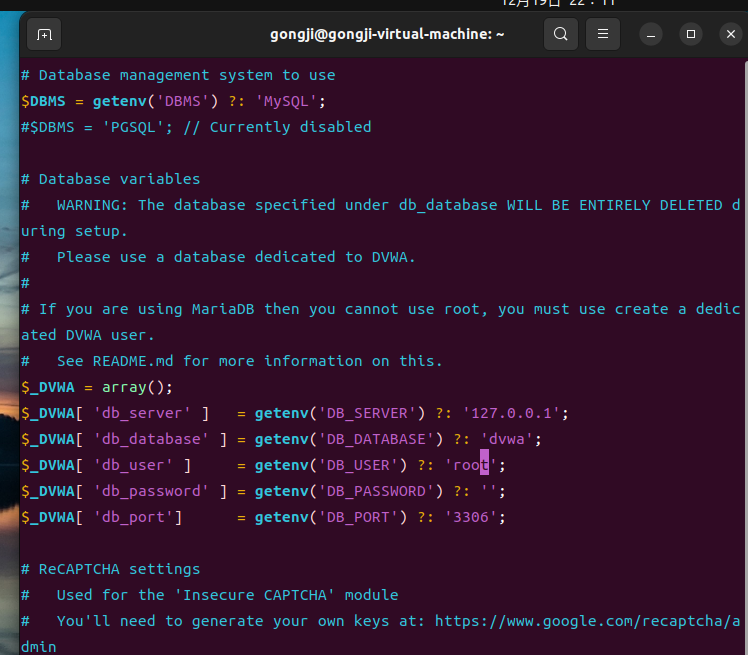 12月19日 22：11
gongji@gongji-virtual-machine: ~
# Database management system to use
$DBMS = getenv('DBMS') ?: 'MySQL';
#$DBMS = 'PGSQL'; // Currently disabled
# Database variables
#   WARNING: The database specified under db_database WILL BE ENTIRELY DELETED d
uring setup.
#   Please use a database dedicated to DVWA.
#
# If you are using MariaDB then you cannot use root, you must use create a dedic
ated DVWA user.
#   See README.md for more information on this.
$_DVWA = array();
$_DVWA[ 'db_server' ]   = getenv('DB_SERVER') ?: '127.0.0.1';
$_DVWA[ 'db_database' ] = getenv('DB_DATABASE') ?: 'dvwa';
$_DVWA[ 'db_user' ]     = getenv('DB_USER') ?: 'root';
$_DVWA[ 'db_password' ] = getenv('DB_PASSWORD') ?: '';
$_DVWA[ 'db_port']      = getenv('DB_PORT') ?: '3306';
# ReCAPTCHA settings
#   Used for the 'Insecure CAPTCHA' module
#   You'll need to generate your own keys at: https://www.google.com/recaptcha/a
dmin